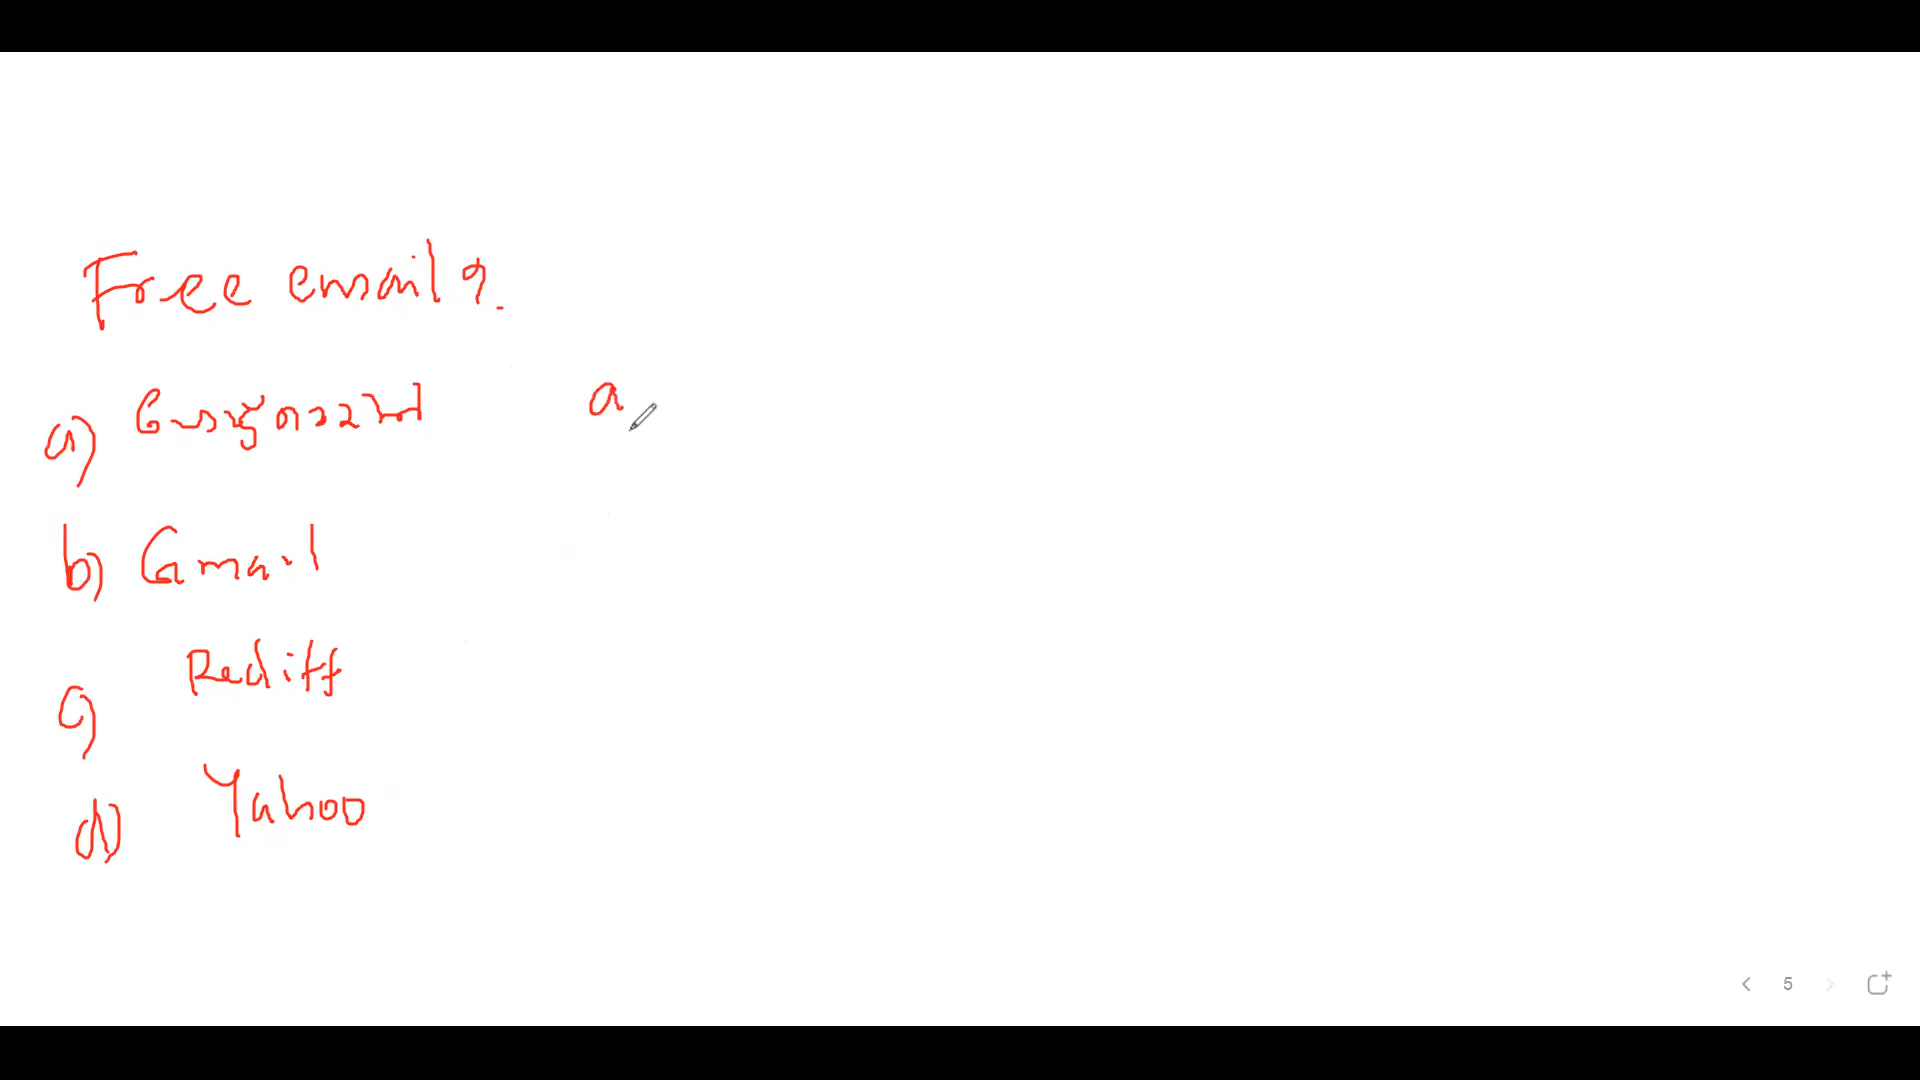 Free email ?.
a)
a
b) Gmail
c) Rediff
d) Yahoo
5